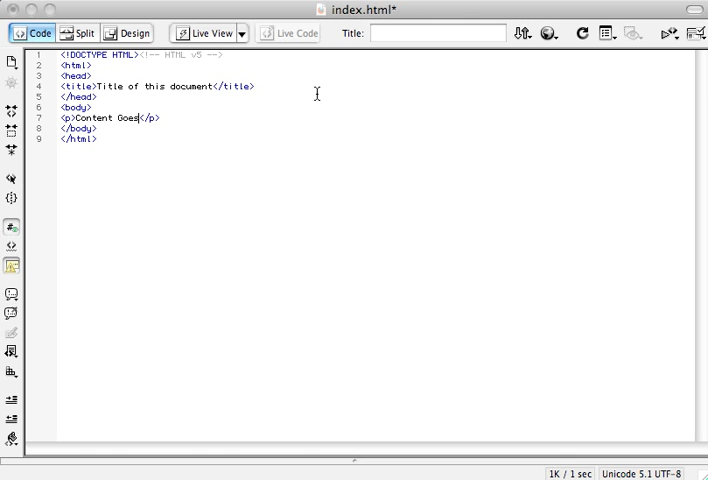 index.html*
Code Split Design Live View Live Code Title:
1 <!DOCTYPE HTML><!-- HTML v5 -->
2 <html>
3 <head>
4 <title>Title of this document</title>
5 </head>
6 <body>
7 <p>Content Goes</p>
8 </body>
9 </html>
1K / 1 sec Unicode 5.1 UTF-8